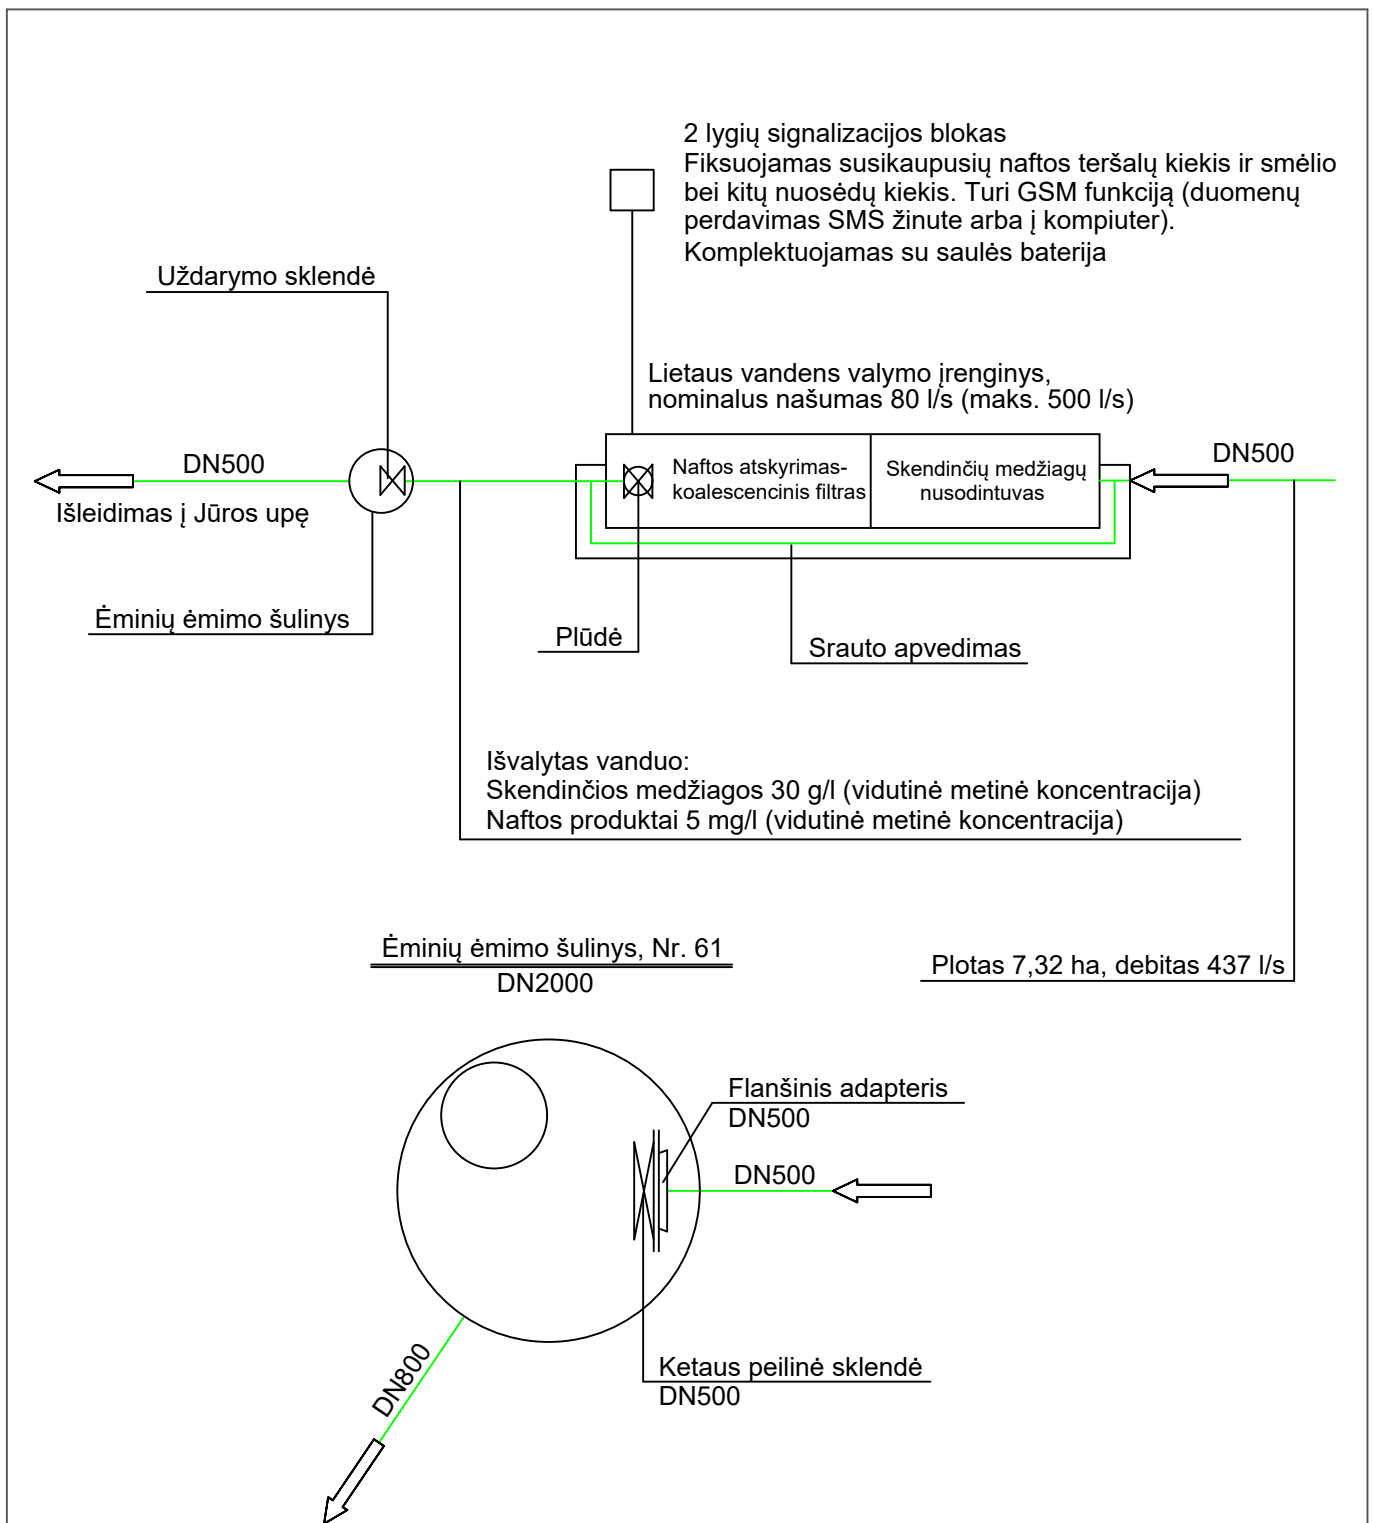 2 lygių signalizacijos blokas
Fiksuojamas susikaupusių naftos teršalų kiekis ir smėlio
bei kitų nuosėdų kiekis. Turi GSM funkciją (duomenų
perdavimas SMS žinute arba į kompiuter).
Komplektuojamas su saulės baterija
Uždarymo sklendė
Lietaus vandens valymo įrenginys,
nominalus našumas 80 l/s (maks. 500 l/s)
DN500
Naftos atskyrimas-
koalescencinis filtras
Skendinčių medžiagų
nusodintuvas
DN500
Išleidimas į Jūros upę
Ėminių ėmimo šulinys
Plūdė
Srauto apvedimas
Išvalytas vanduo:
Skendinčios medžiagos 30 g/l (vidutinė metinė koncentracija)
Naftos produktai 5 mg/l (vidutinė metinė koncentracija)
Ėminių ėmimo šulinys, Nr. 61
DN2000
Plotas 7,32 ha, debitas 437 l/s
Flanšinis adapteris
DN500
DN500
Ketaus peilinė sklendė
DN500
DN800